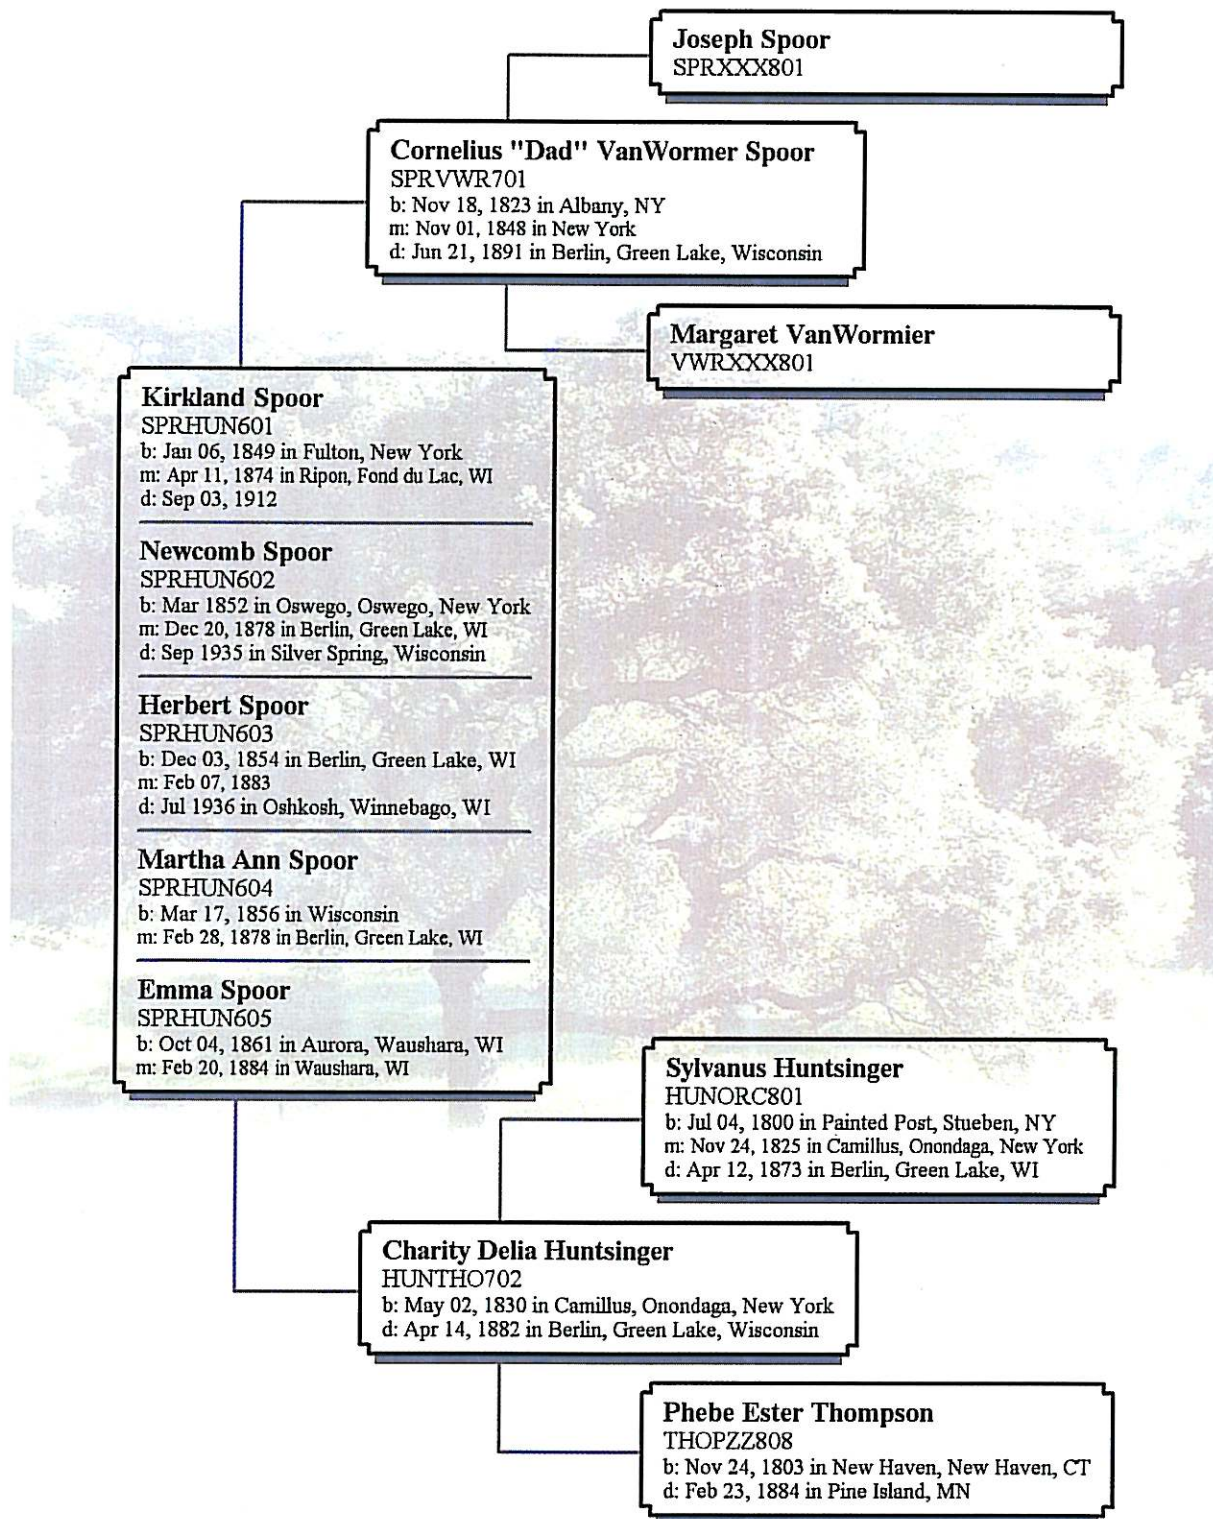 Joseph Spoor
SPRXXX801
Cornelius "Dad" VanWormer Spoor
SPRVWR701
b: Nov 18, 1823 in Albany, NY
m: Nov 01, 1848 in New York
d: Jun 21, 1891 in Berlin, Green Lake, Wisconsin
Margaret VanWormier
VWRXXX801
Kirkland Spoor
SPRHUN601
b: Jan 06, 1849 in Fulton, New York
m: Apr 11, 1874 in Ripon, Fond du Lac, WI
d: Sep 03, 1912
Newcomb Spoor
SPRHUN602
b: Mar 1852 in Oswego, Oswego, New York
m: Dec 20, 1878 in Berlin, Green Lake, WI
d: Sep 1935 in Silver Spring, Wisconsin
Herbert Spoor
SPRHUN603
b: Dec 03, 1854 in Berlin, Green Lake, WI
m: Feb 07, 1883
d: Jul 1936 in Oshkosh, Winnebago, WI
Martha Ann Spoor
SPRHUN604
b: Mar 17, 1856 in Wisconsin
m: Feb 28, 1878 in Berlin, Green Lake, WI
Emma Spoor
SPRHUN605
b: Oct 04, 1861 in Aurora, Waushara, WI
m: Feb 20, 1884 in Waushara, WI
Sylvanus Huntsinger
HUNORC801
b: Jul 04, 1800 in Painted Post, Stueben, NY
m: Nov 24, 1825 in Camillus, Onondaga, New York
d: Apr 12, 1873 in Berlin, Green Lake, WI
Charity Delia Huntsinger
HUNTHO702
b: May 02, 1830 in Camillus, Onondaga, New York
d: Apr 14, 1882 in Berlin, Green Lake, Wisconsin
Phebe Ester Thompson
THOPZZ808
b: Nov 24, 1803 in New Haven, New Haven, CT
d: Feb 23, 1884 in Pine Island, MN